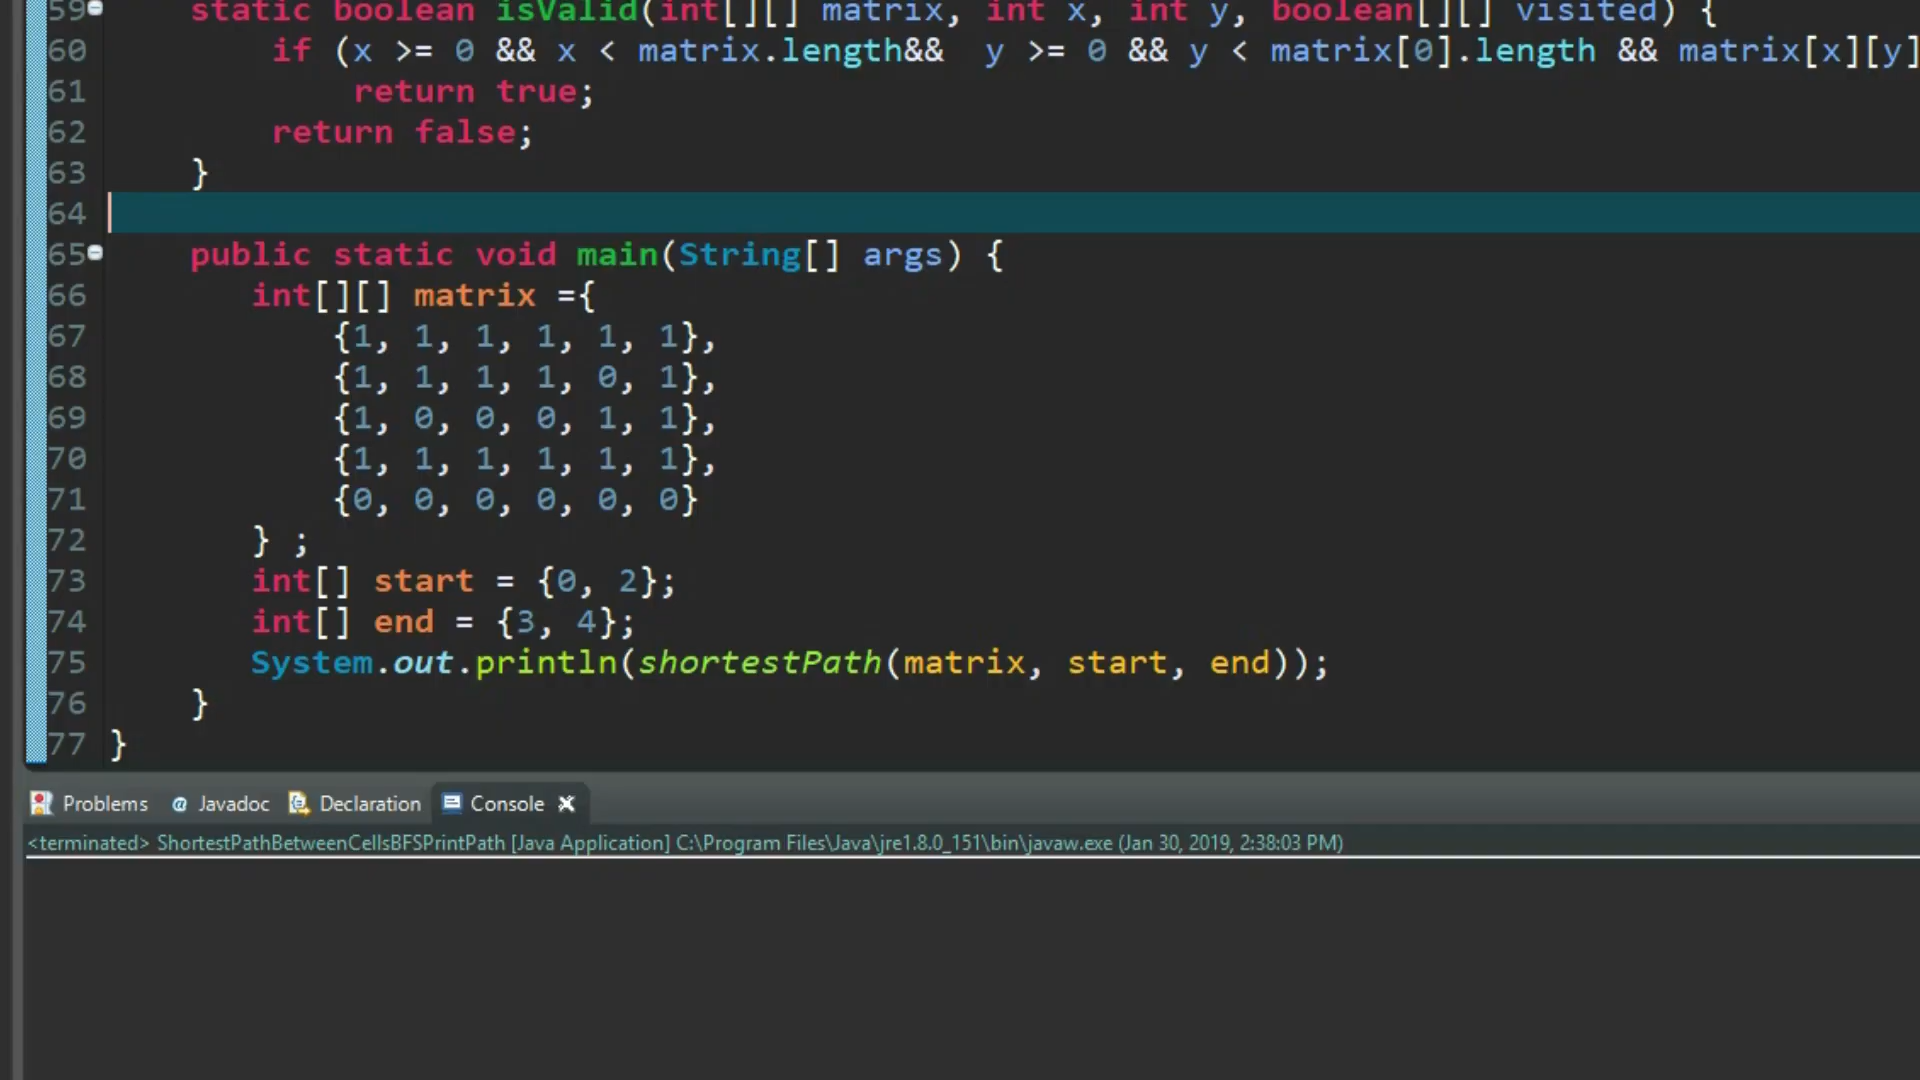 59 static boolean isValid(int[][] matrix, int x, int y, boolean[][] visited) {
60 if (x >= 0 && x < matrix.length&&  y >= 0 && y < matrix[0].length && matrix[x][y]
61 return true;
62 return false;
63 }
64
65 public static void main(String[] args) {
66 int[][] matrix ={
67 {1, 1, 1, 1, 1, 1},
68 {1, 1, 1, 1, 0, 1},
69 {1, 0, 0, 0, 1, 1},
70 {1, 1, 1, 1, 1, 1},
71 {0, 0, 0, 0, 0, 0}
72 } ;
73 int[] start = {0, 2};
74 int[] end = {3, 4};
75 System.out.println(shortestPath(matrix, start, end));
76 }
77 }
Problems @ Javadoc Declaration Console
<terminated> ShortestPathBetweenCellsBFSPrintPath [Java Application] C:\Program Files\Java\jre1.8.0_151\bin\javaw.exe (Jan 30, 2019, 2:38:03 PM)